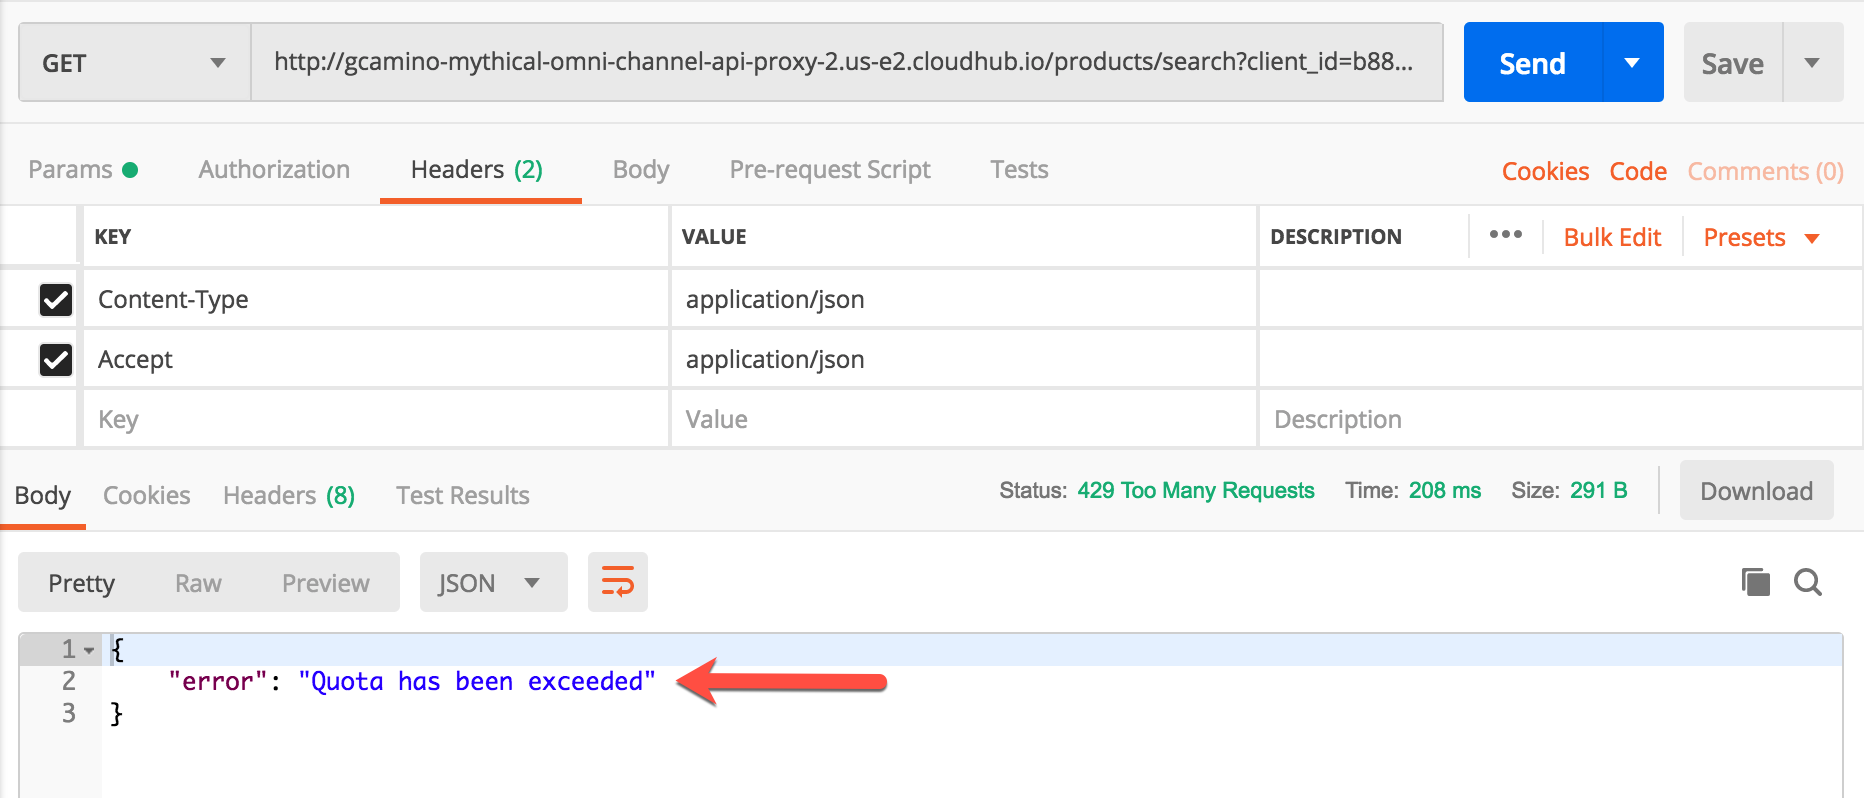 GET http://gcamino-mythical-omni-channel-api-proxy-2.us-e2.cloudhub.io/products/search?client_id=b88... Send Save
Params Authorization Headers (2) Body Pre-request Script Tests Cookies Code Comments (0)
KEY VALUE DESCRIPTION ••• Bulk Edit Presets
Content-Type application/json
Accept application/json
Key Value Description
Body Cookies Headers (8) Test Results Status: 429 Too Many Requests Time: 208 ms Size: 291 B Download
Pretty Raw Preview JSON
1 {
2 "error": "Quota has been exceeded"
3 }